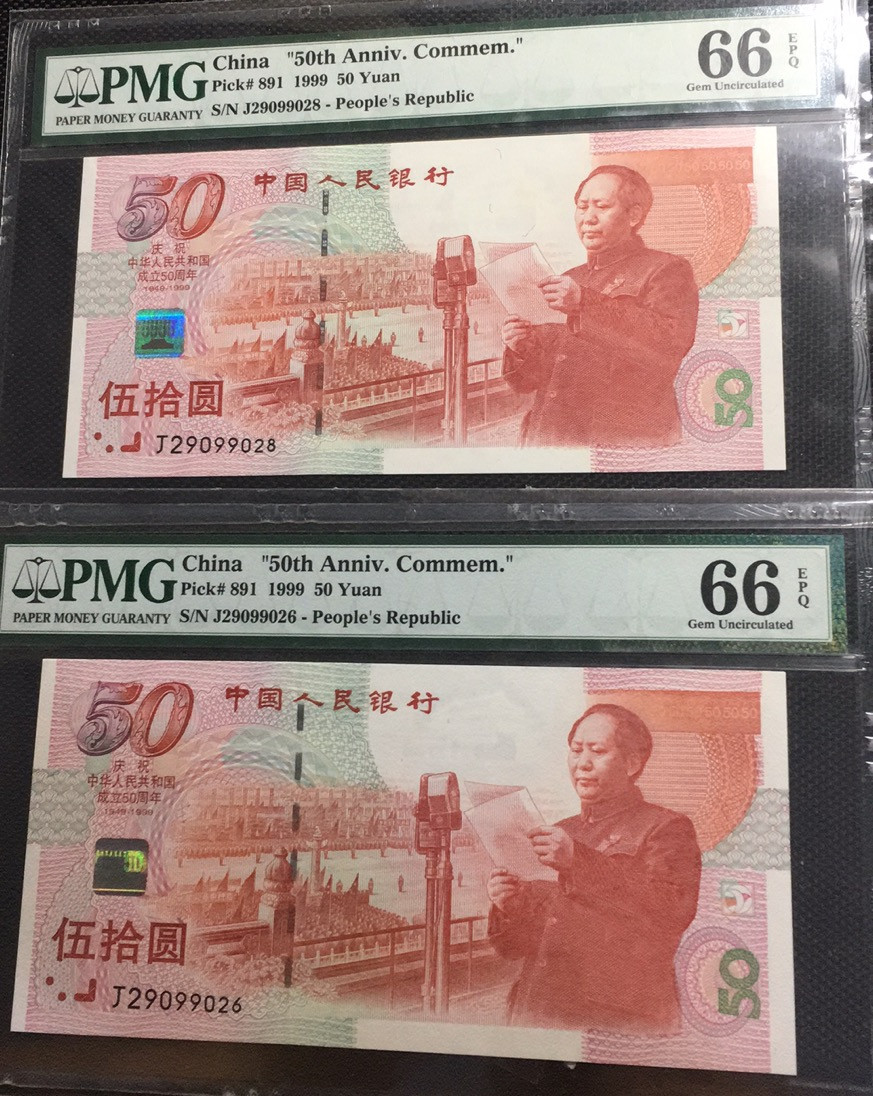 PMG
PAPER MONEY GUARANTY
China "50th Anniv. Commem."
Pick# 891 1999 50 Yuan
S/N J29099028 - People's Republic
66 EPQ
Gem Uncirculated
50
中国人民银行
庆祝
中华人民共和国
成立50周年
1949-1999
伍拾圆
J29099028
50
PMG
PAPER MONEY GUARANTY
China "50th Anniv. Commem."
Pick# 891 1999 50 Yuan
S/N J29099026 - People's Republic
66 EPQ
Gem Uncirculated
50
中国人民银行
庆祝
中华人民共和国
成立50周年
1949-1999
伍拾圆
J29099026
50